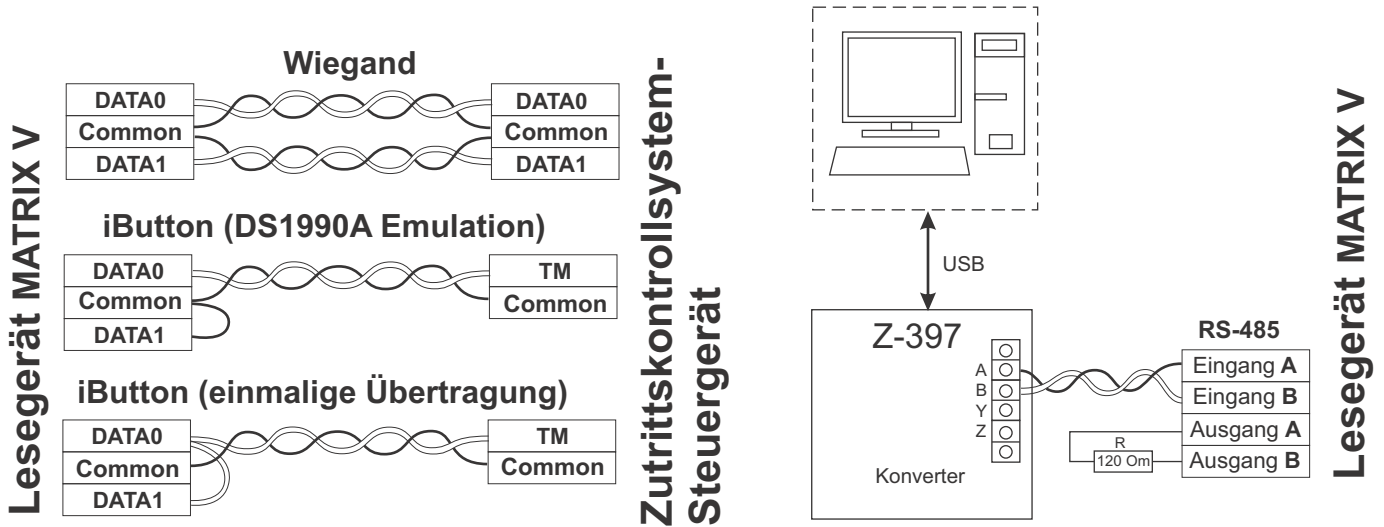 Lesegerät MATRIX V
Wiegand
DATA0
Common
DATA1
DATA0
Common
DATA1
iButton (DS1990A Emulation)
DATA0
Common
DATA1
TM
Common
iButton (einmalige Übertragung)
DATA0
Common
DATA1
TM
Common
Zutrittskontrollsystem-
Steuergerät
USB
Z-397
A
B
Y
Z
Konverter
RS-485
Eingang A
Eingang B
Ausgang A
Ausgang B
R
120 Om
Lesegerät MATRIX V